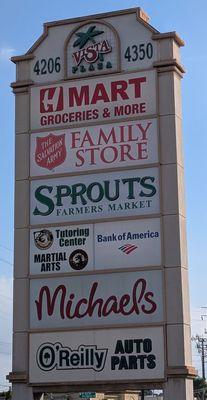 4206 VISTA 4350
PLAZA
H MART
GROCERIES & MORE
THE SALVATION ARMY FAMILY
STORE
SPROUTS
FARMERS MARKET
Tutoring
Center
MARTIAL
ARTS
Bank of America
Michaels
O'Reilly AUTO
PARTS